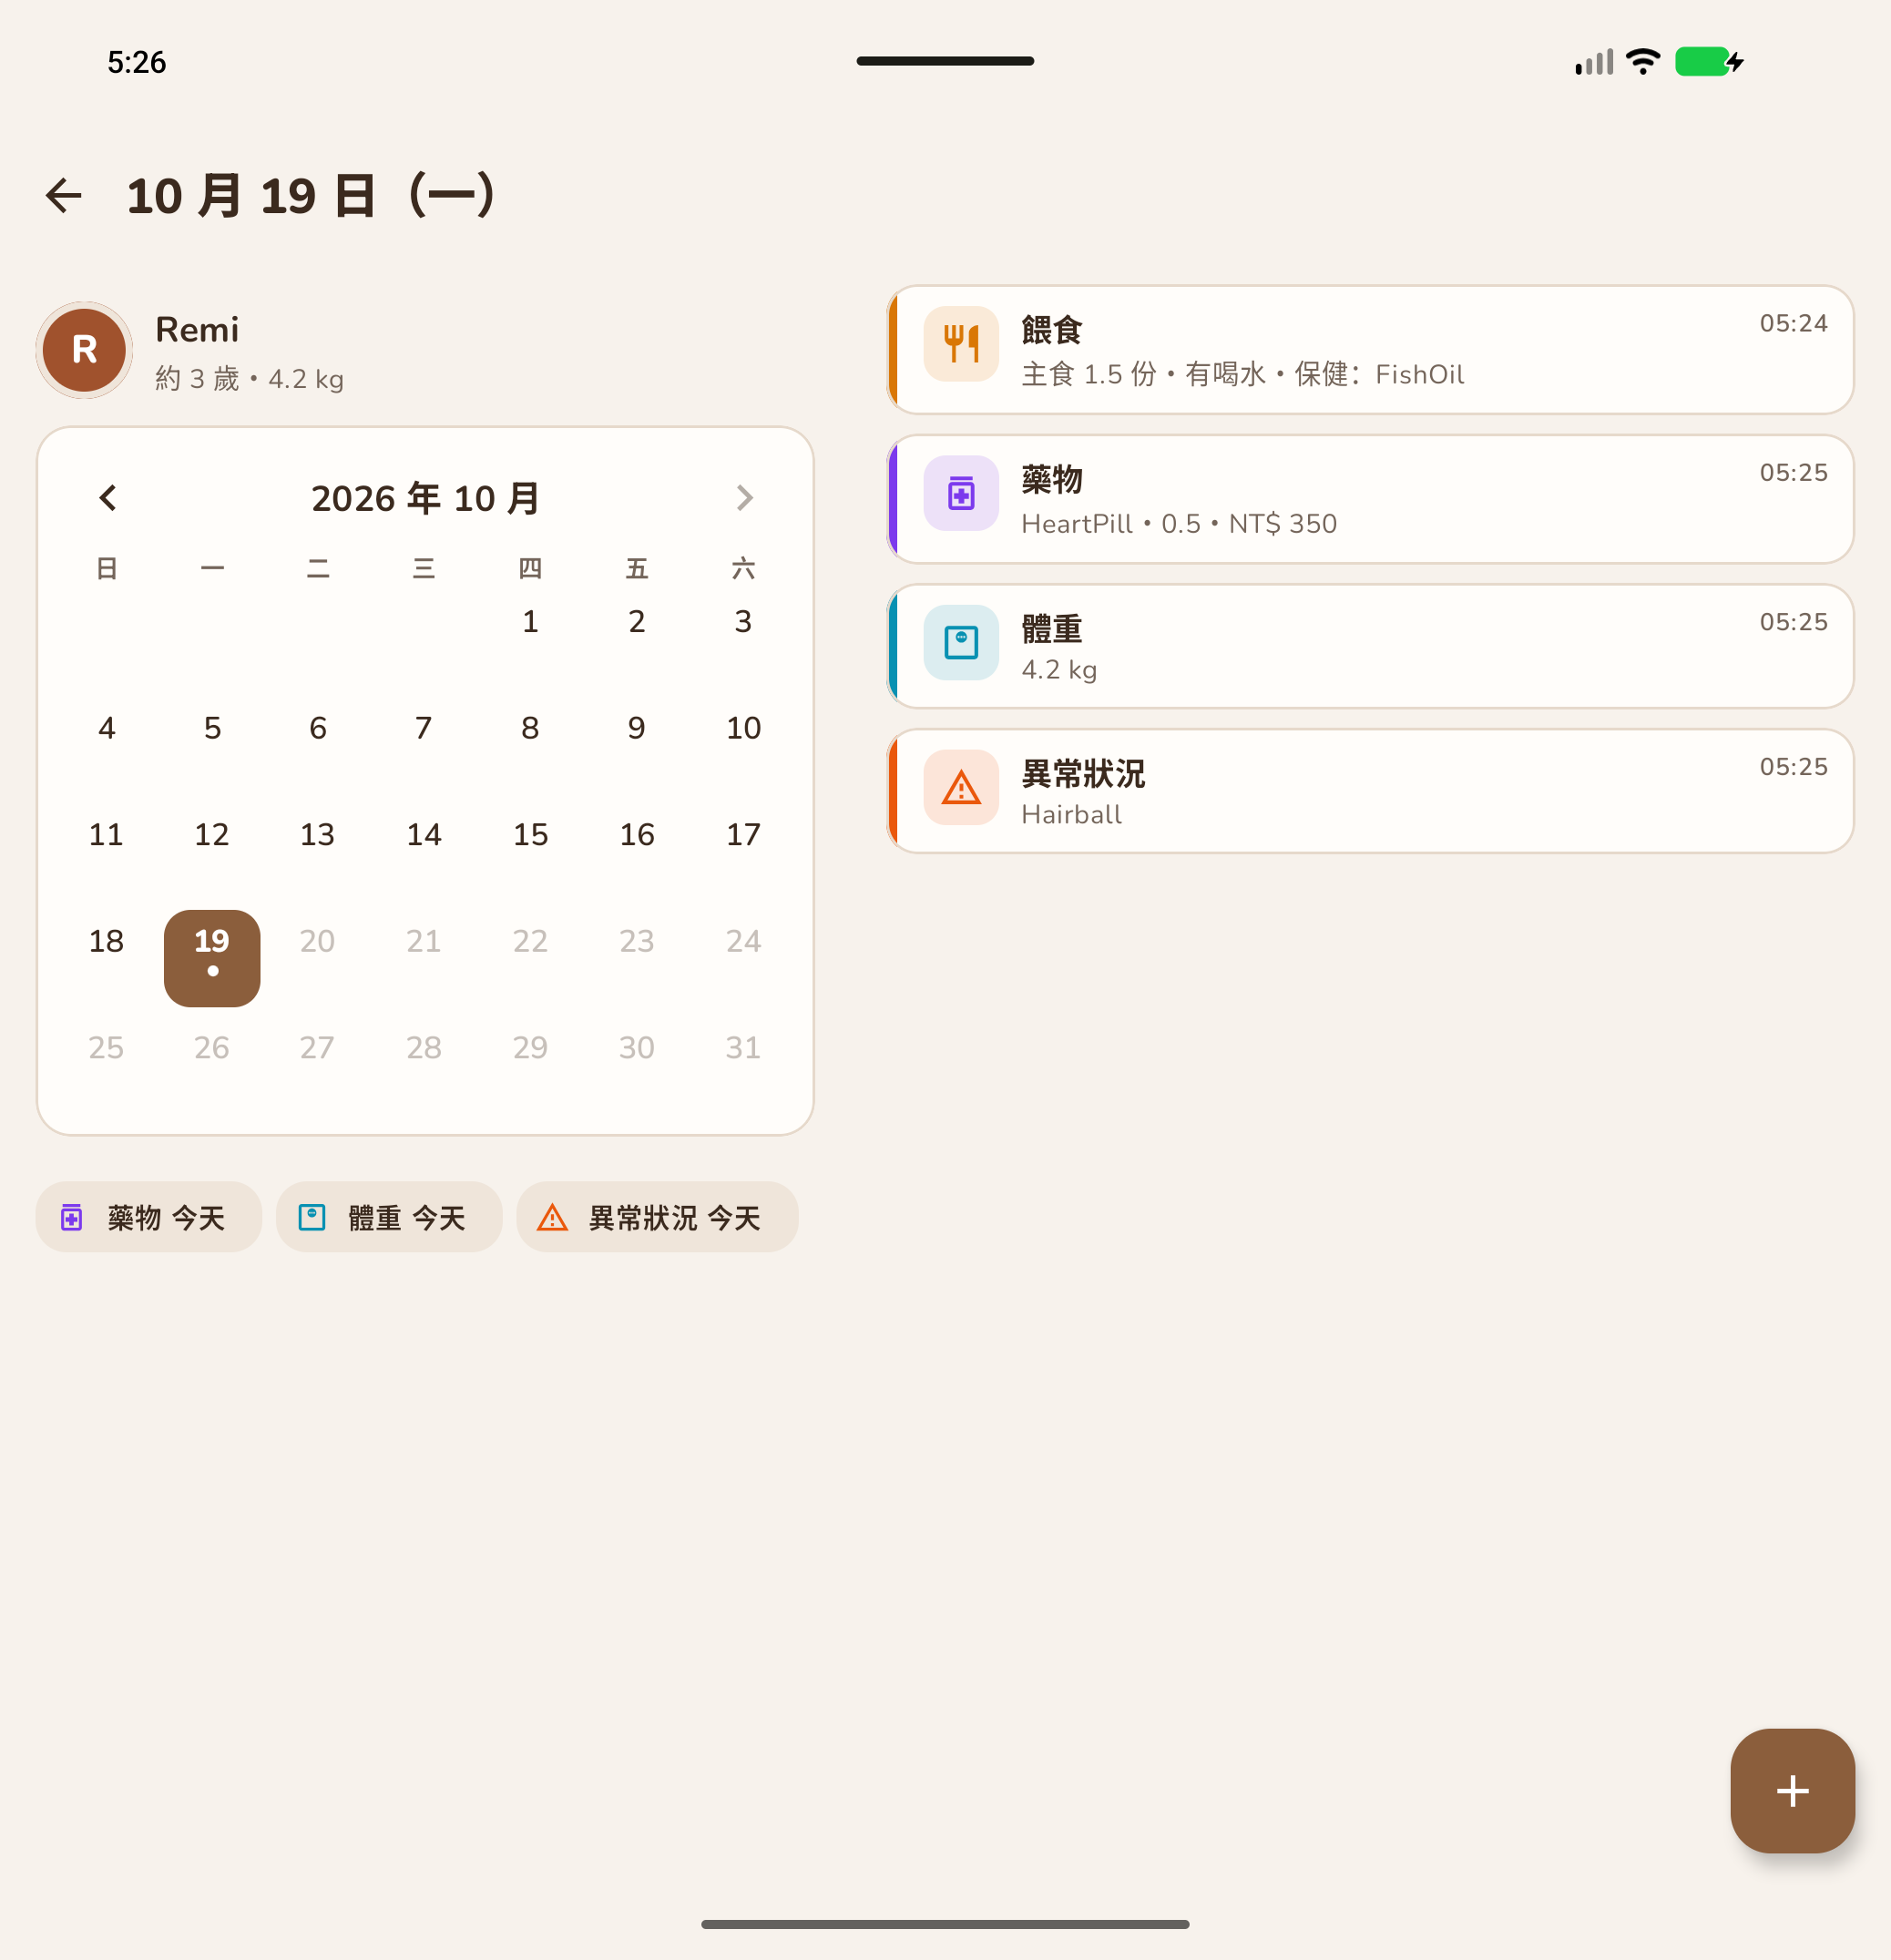 5:26
10 月 19 日（一）
R
Remi
約 3 歲・4.2 kg
2026 年 10 月
日 一 二 三 四 五 六
1 2 3
4 5 6 7 8 9 10
11 12 13 14 15 16 17
18 19 20 21 22 23 24
25 26 27 28 29 30 31
藥物 今天 體重 今天 異常狀況 今天
餵食 05:24
主食 1.5 份・有喝水・保健：FishOil
藥物 05:25
HeartPill・0.5・NT$ 350
體重 05:25
4.2 kg
異常狀況 05:25
Hairball